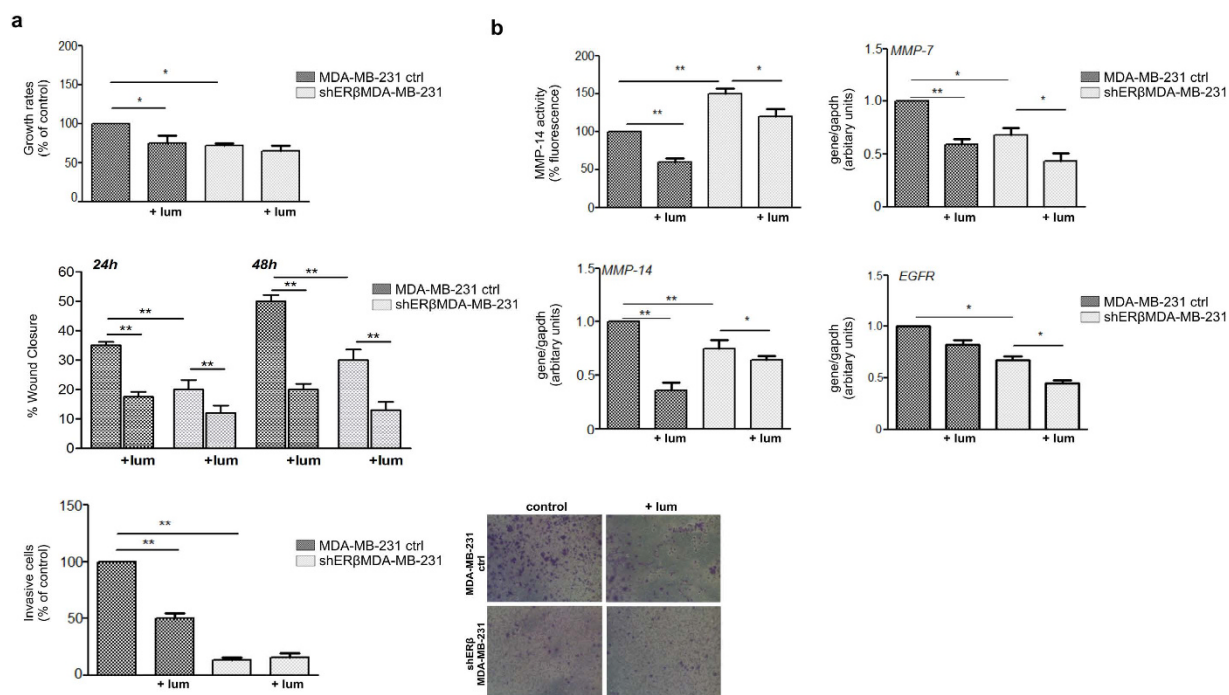 a
200
150
100
50
0
Growth rates
(% of control)
*
*
+ lum
+ lum
MDA-MB-231 ctrl
shERβMDA-MB-231
24h
48h
60
50
40
30
20
10
0
% Wound Closure
**
**
**
**
**
**
+lum
+lum
+lum
+lum
MDA-MB-231 ctrl
shERβMDA-MB-231
150
100
50
0
Invasive cells
(% of control)
**
**
+ lum
+ lum
MDA-MB-231 ctrl
shERβMDA-MB-231
control
+ lum
MDA-MB-231
ctrl
shERβ
MDA-MB-231
b
200
150
100
50
0
MMP-14 activity
(% fluorescence)
**
*
**
+ lum
+ lum
MMP-7
1.5
1.0
0.5
0
gene/gapdh
(arbitary units)
*
**
*
+ lum
+ lum
MDA-MB-231 ctrl
shERβMDA-MB-231
MMP-14
1.5
1.0
0.5
0
gene/gapdh
(arbitary units)
**
**
*
+ lum
+ lum
EGFR
1.5
1.0
0.5
0
gene/gapdh
(arbitary units)
*
*
+ lum
+ lum
MDA-MB-231 ctrl
shERβMDA-MB-231